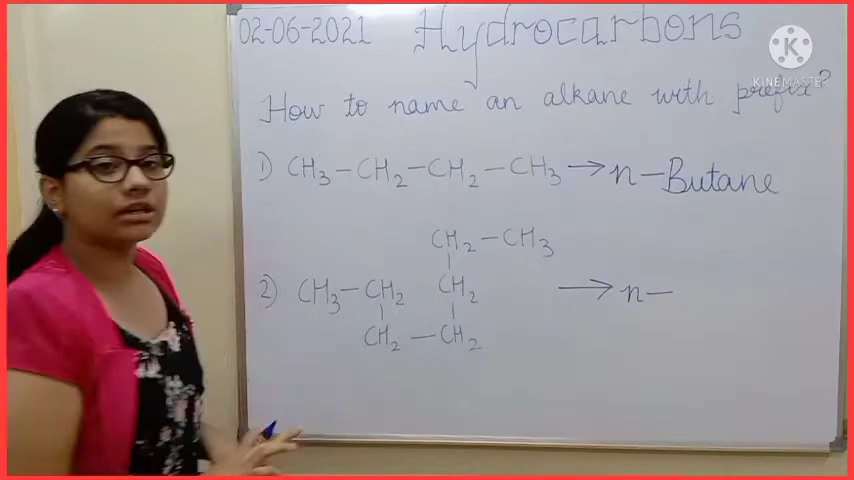 02-06-2021 Hydrocarbons
K
KINEMASTER
How to name an alkane with prefix?
1) CH₃-CH₂-CH₂-CH₃→n-Butane
CH₂-CH₃
2) CH₃-CH₂ CH₂ →n-
CH₂-CH₂